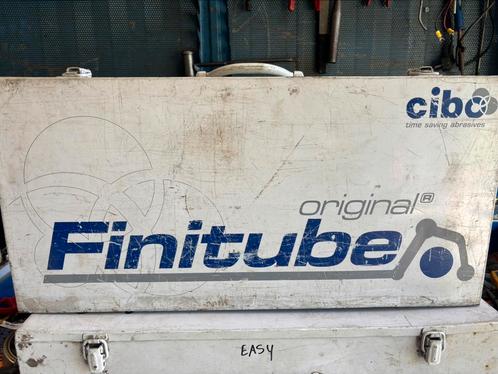 cibo
time saving abrasives
original®
Finitube
EASY